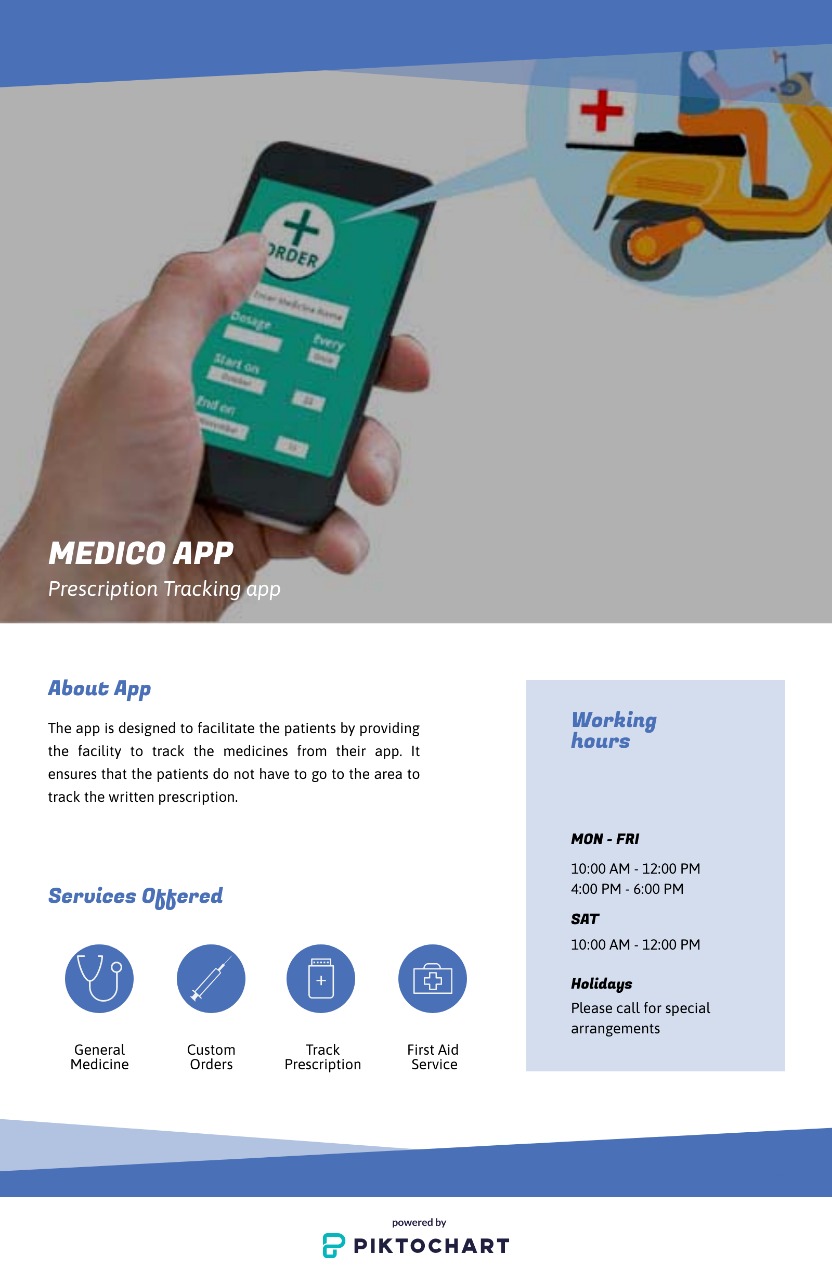 ORDER
Enter Medicine Name
Dosage
Every
Once
Start on
October
End on
November
MEDICO APP
Prescription Tracking app
About App
The app is designed to facilitate the patients by providing
the facility to track the medicines from their app. It
ensures that the patients do not have to go to the area to
track the written prescription.
Services Offered
General
Medicine
Custom
Orders
Track
Prescription
First Aid
Service
Working
hours
MON - FRI
10:00 AM - 12:00 PM
4:00 PM - 6:00 PM
SAT
10:00 AM - 12:00 PM
Holidays
Please call for special
arrangements
powered by
PIKTOCHART